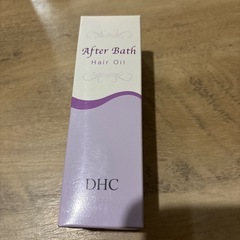 After Bath
Hair Oil
DHC